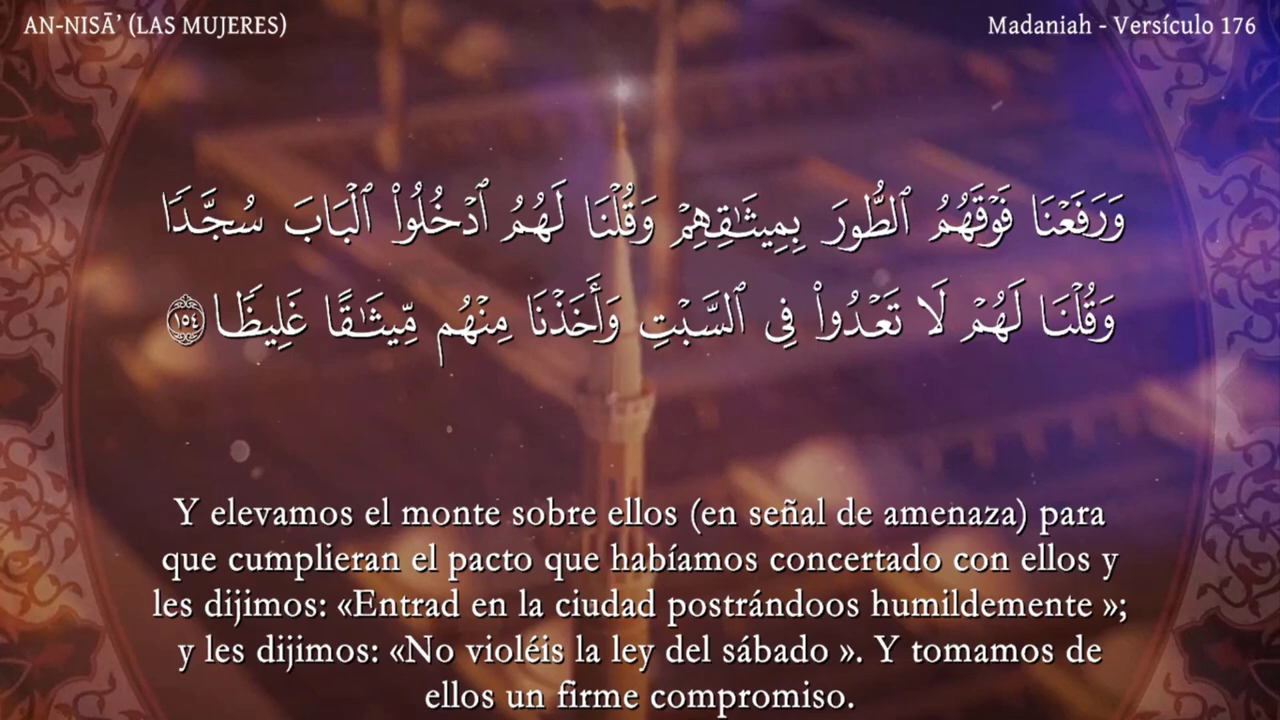 AN-NISĀ’ (LAS MUJERES)
Madaniah - Versículo 176
وَرَفَعْنَا فَوْقَهُمُ ٱلطُّورَ بِمِيثَٰقِهِمْ وَقُلْنَا لَهُمُ ٱدْخُلُوا۟ ٱلْبَابَ سُجَّدًا
وَقُلْنَا لَهُمْ لَا تَعْدُوا۟ فِى ٱلسَّبْتِ وَأَخَذْنَا مِنْهُم مِّيثَٰقًا غَلِيظًا ١٥٤
Y elevamos el monte sobre ellos (en señal de amenaza) para
que cumplieran el pacto que habíamos concertado con ellos y
les dijimos: «Entrad en la ciudad postrándoos humildemente »;
y les dijimos: «No violéis la ley del sábado ». Y tomamos de
ellos un firme compromiso.